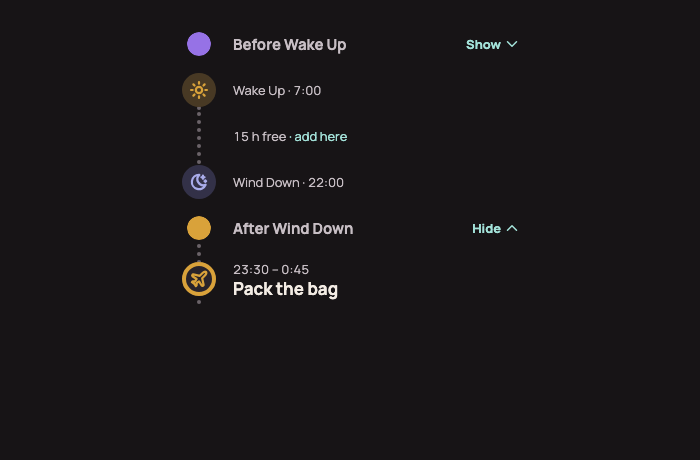 Before Wake Up Show
Wake Up · 7:00
15 h free · add here
Wind Down · 22:00
After Wind Down Hide
23:30 – 0:45
Pack the bag